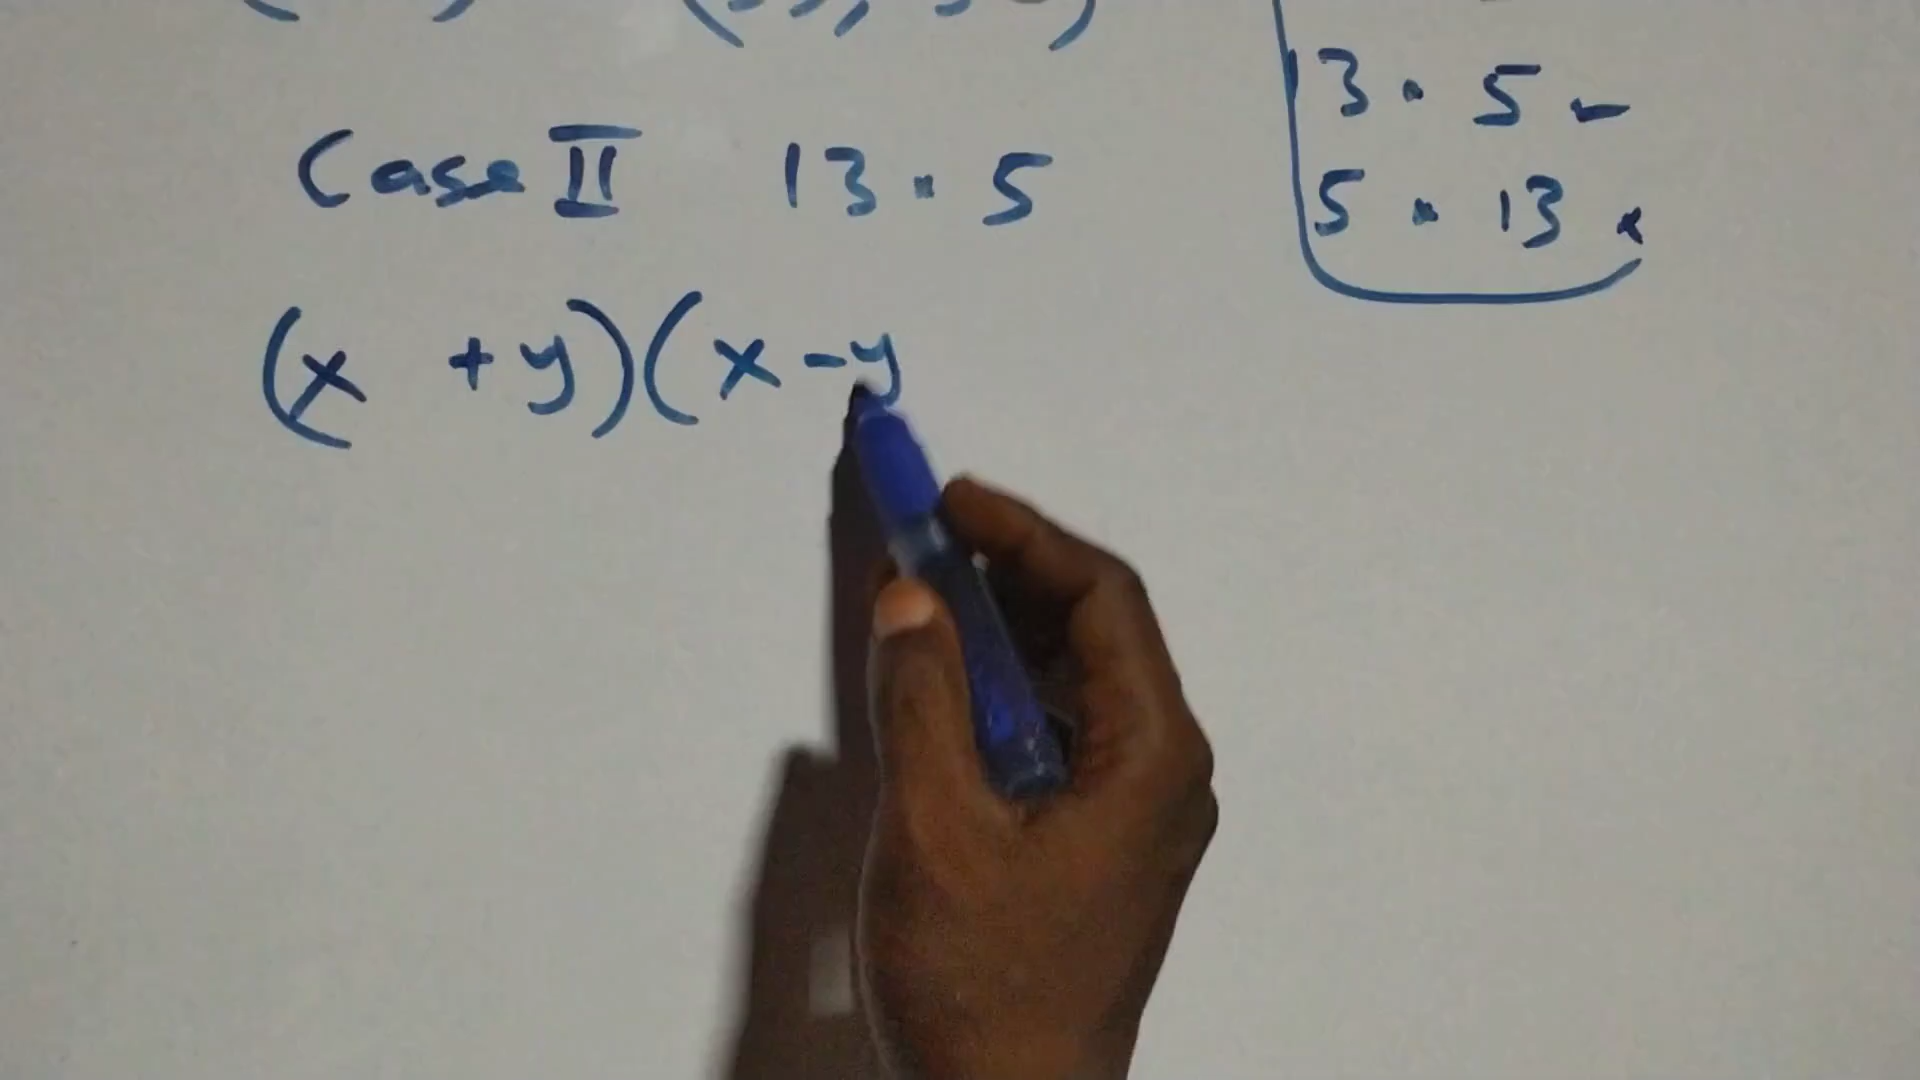 13 · 5 -
5 · 13 x
Case II 13 · 5
(x + y)(x - y